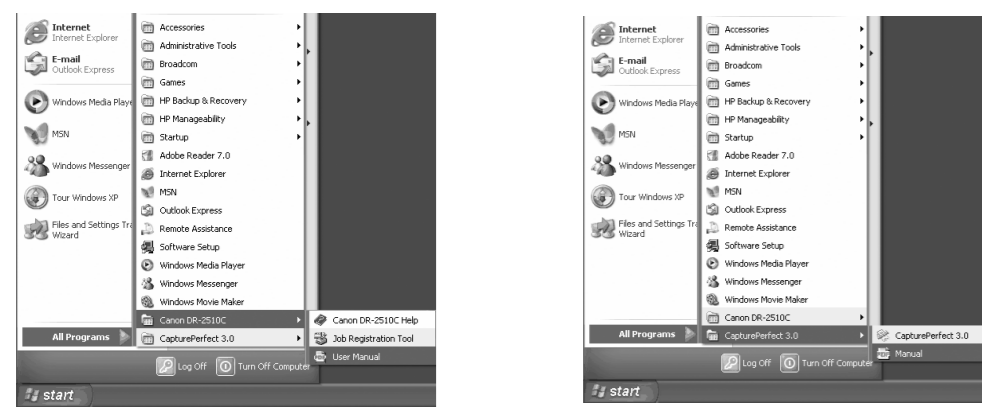 Internet
Internet Explorer
E-mail
Outlook Express
Windows Media Playe
MSN
Windows Messenger
Tour Windows XP
Files and Settings Tra
Wizard
All Programs
Accessories
Administrative Tools
Broadcom
Games
HP Backup & Recovery
HP Manageability
Startup
Adobe Reader 7.0
Internet Explorer
MSN
Outlook Express
Remote Assistance
Software Setup
Windows Media Player
Windows Messenger
Windows Movie Maker
Canon DR-2510C
CapturePerfect 3.0
Canon DR-2510C Help
Job Registration Tool
User Manual
Log Off
Turn Off Computer
start
Internet
Internet Explorer
E-mail
Outlook Express
Windows Media Playe
MSN
Windows Messenger
Tour Windows XP
Files and Settings Tra
Wizard
All Programs
Accessories
Administrative Tools
Broadcom
Games
HP Backup & Recovery
HP Manageability
Startup
Adobe Reader 7.0
Internet Explorer
MSN
Outlook Express
Remote Assistance
Software Setup
Windows Media Player
Windows Messenger
Windows Movie Maker
Canon DR-2510C
CapturePerfect 3.0
CapturePerfect 3.0
Manual
Log Off
Turn Off Computer
start